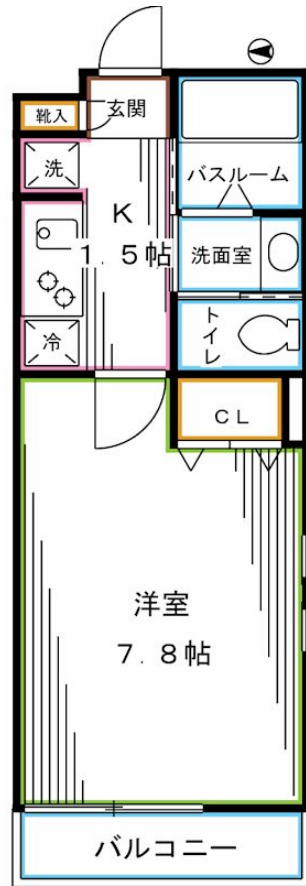 靴入
玄関
洗
バスルーム
K
1.5帖
洗面室
冷
トイレ
CL
洋室
7.8帖
バルコニー